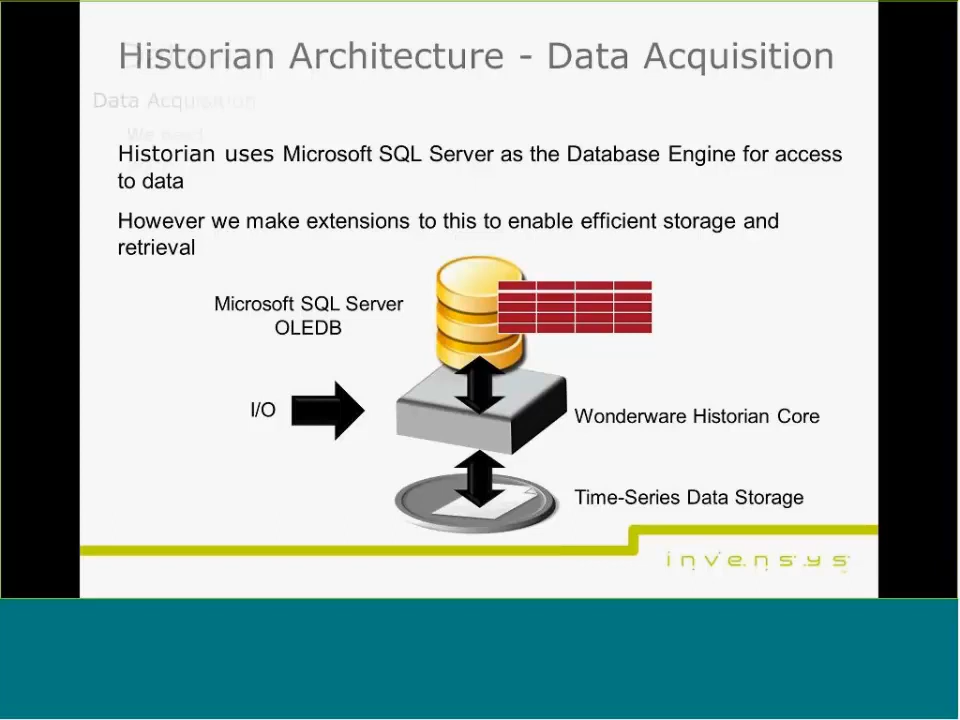 Historian Architecture - Data Acquisition
Data Acquisition
We need
Historian uses Microsoft SQL Server as the Database Engine for access
to data
However we make extensions to this to enable efficient storage and
retrieval
Microsoft SQL Server
OLEDB
I/O
Wonderware Historian Core
Time-Series Data Storage
invensys